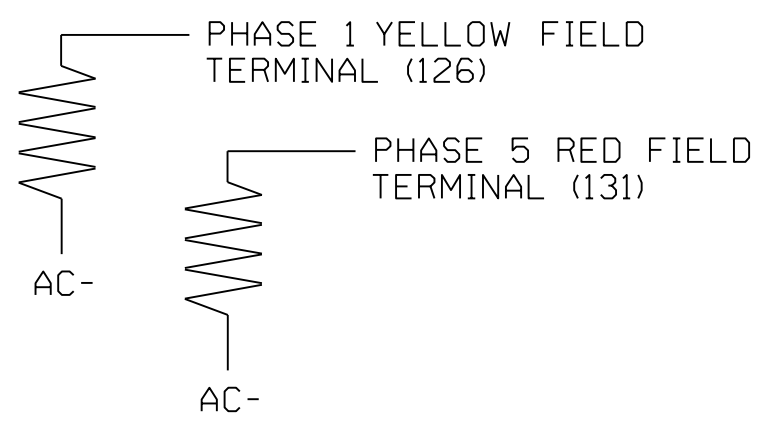 PHASE 1 YELLOW FIELD
TERMINAL (126)
PHASE 5 RED FIELD
TERMINAL (131)
AC-
AC-